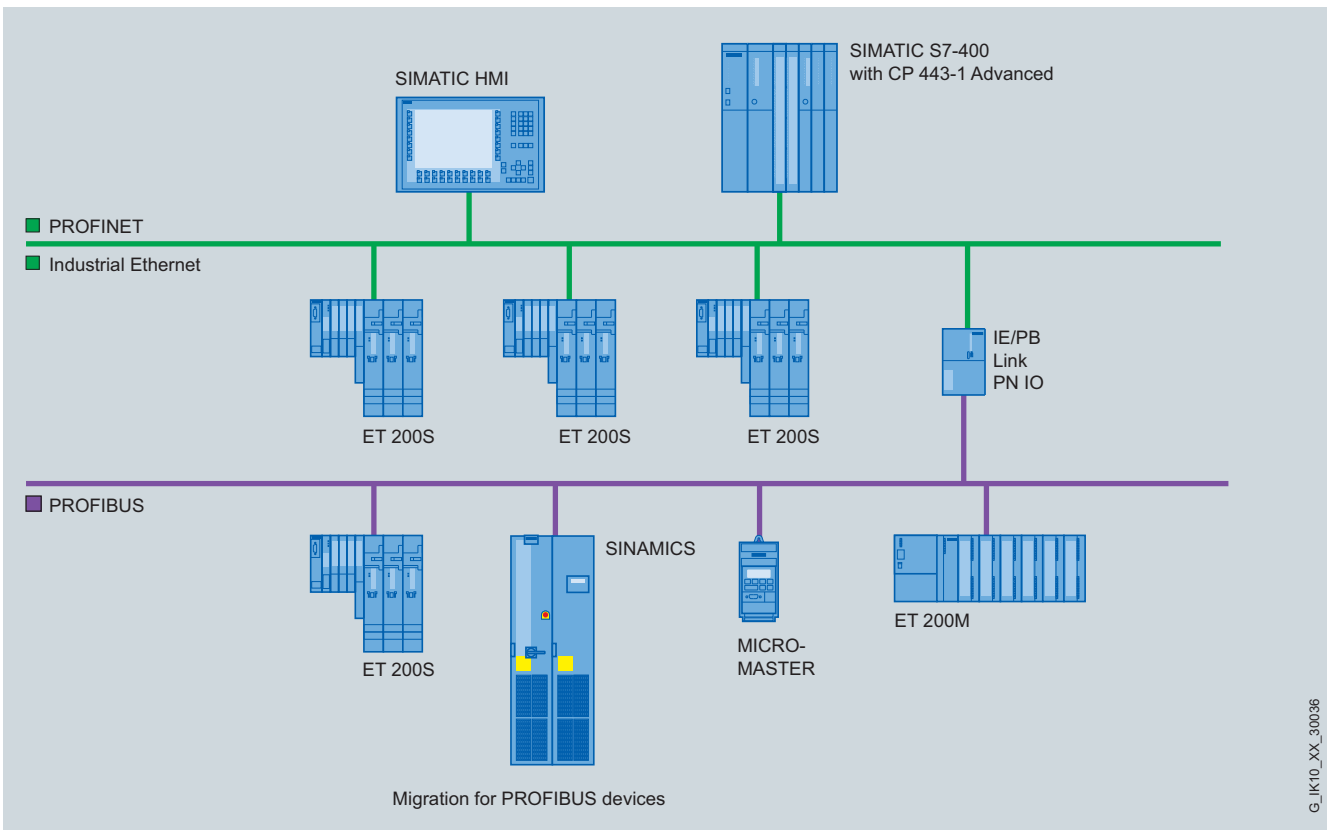 SIMATIC S7-400
with CP 443-1 Advanced
SIMATIC HMI
PROFINET
Industrial Ethernet
IE/PB
Link
PN IO
ET 200S
ET 200S
ET 200S
PROFIBUS
SINAMICS
ET 200M
MICRO-
MASTER
ET 200S
Migration for PROFIBUS devices
G_IK10_XX_30036